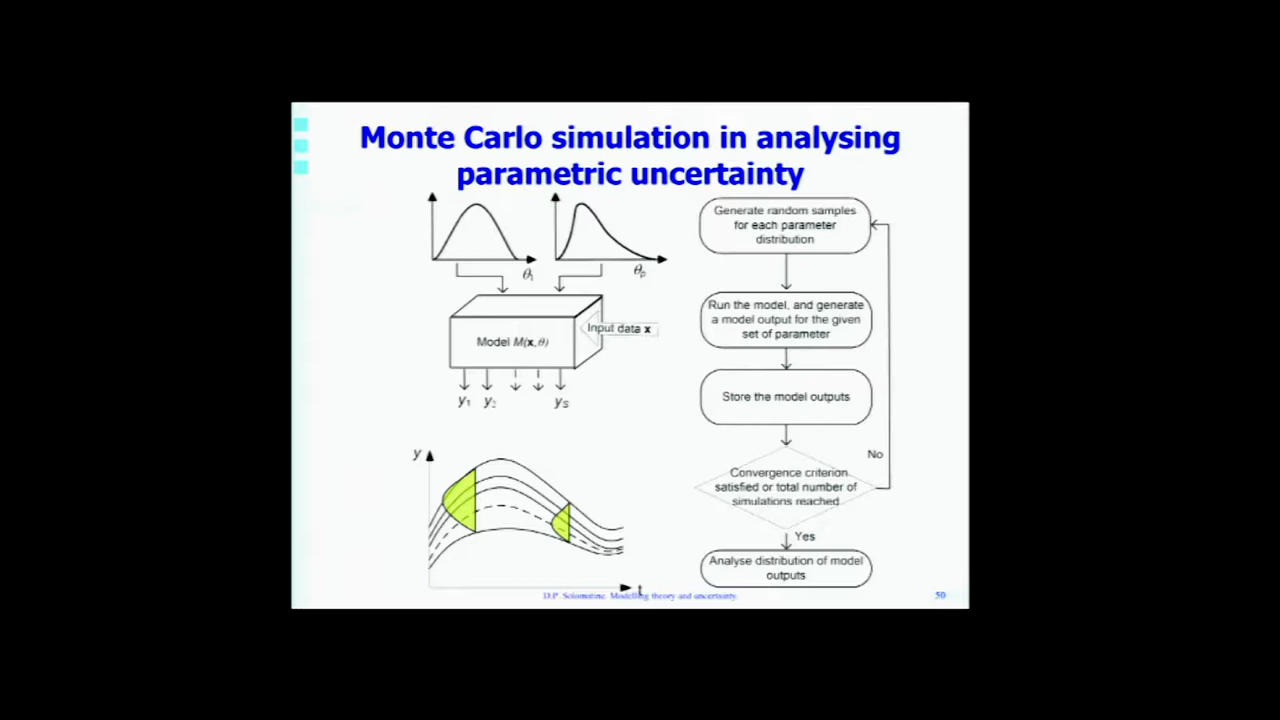 Monte Carlo simulation in analysing
parametric uncertainty
θ1
θp
Input data x
Model M(x, θ)
y1 y2 yS
y
t
Generate random samples
for each parameter
distribution
Run the model, and generate
a model output for the given
set of parameter
Store the model outputs
No
Convergence criterion
satisfied or total number of
simulations reached
Yes
Analyse distribution of model
outputs
D.P. Solomatine. Modelling theory and uncertainty.
50